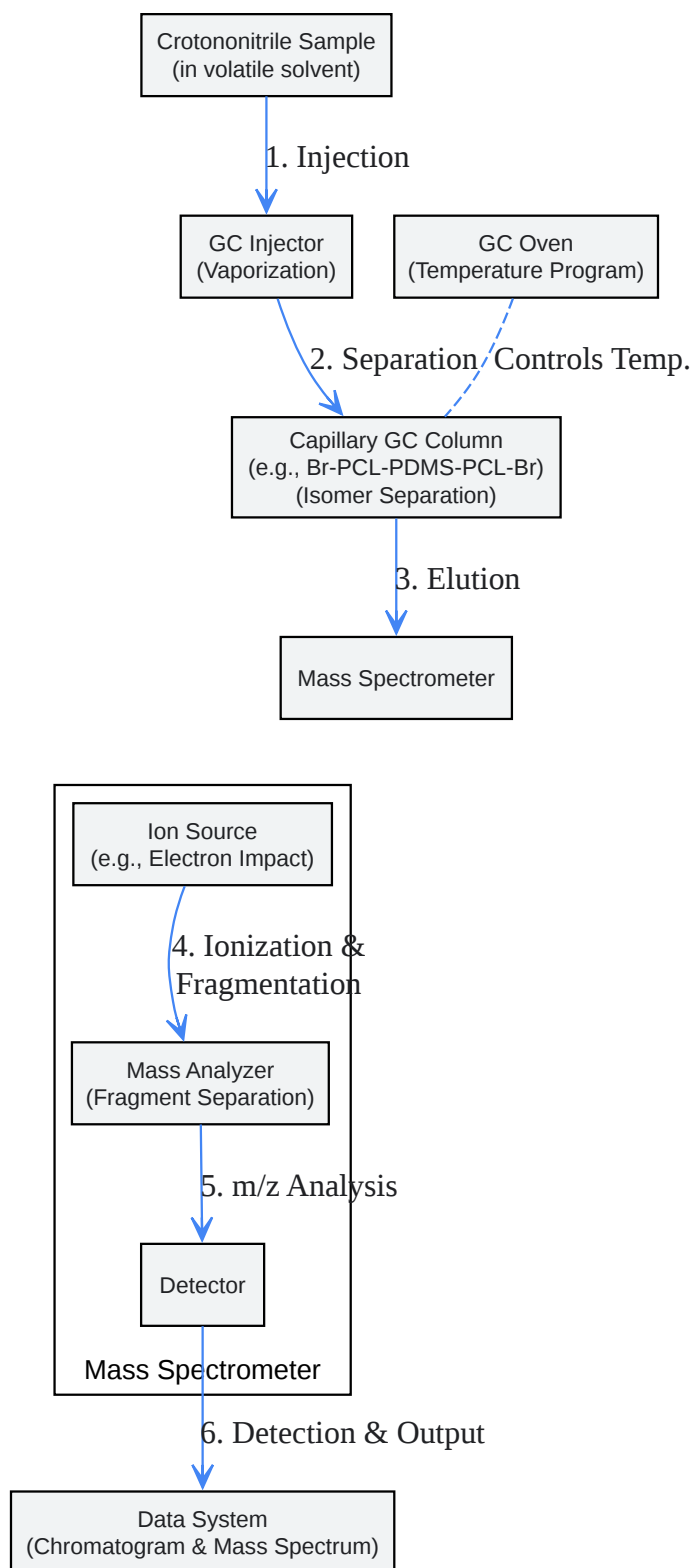 Crotononitrile Sample
(in volatile solvent)
1. Injection
GC Injector
(Vaporization)
GC Oven
(Temperature Program)
2. Separation
Controls Temp.
Capillary GC Column
(e.g., Br-PCL-PDMS-PCL-Br)
(Isomer Separation)
3. Elution
Mass Spectrometer
Ion Source
(e.g., Electron Impact)
4. Ionization &
Fragmentation
Mass Analyzer
(Fragment Separation)
5. m/z Analysis
Detector
Mass Spectrometer
6. Detection & Output
Data System
(Chromatogram & Mass Spectrum)